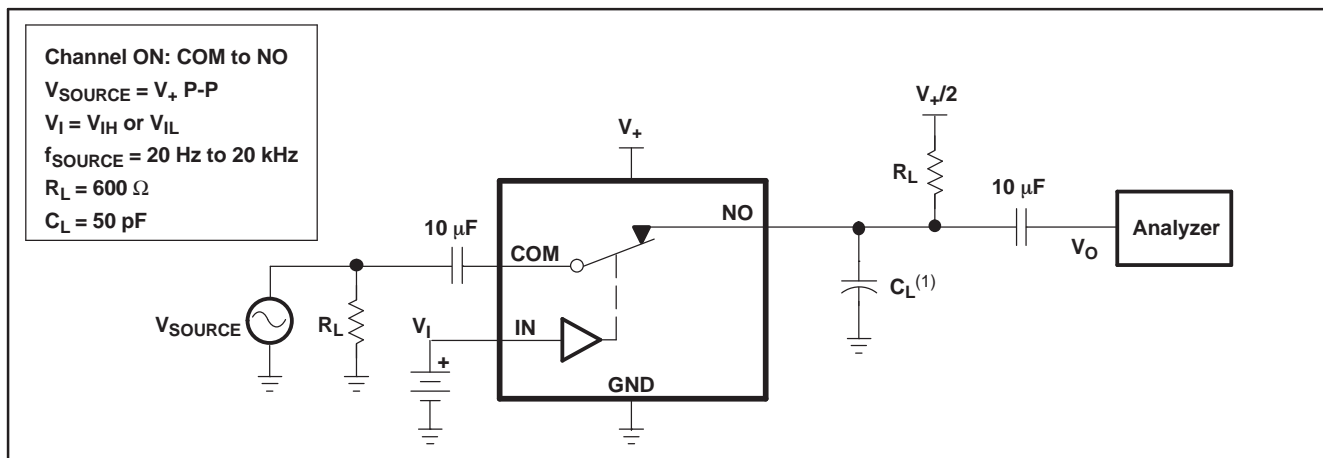 Channel ON: COM to NO
VSOURCE = V+ P-P
VI = VIH or VIL
fSOURCE = 20 Hz to 20 kHz
RL = 600 Ω
CL = 50 pF
V+/2
V+
RL
10 μF
NO
10 μF
COM
Analyzer
VO
CL(1)
VSOURCE
RL
VI
IN
+
GND